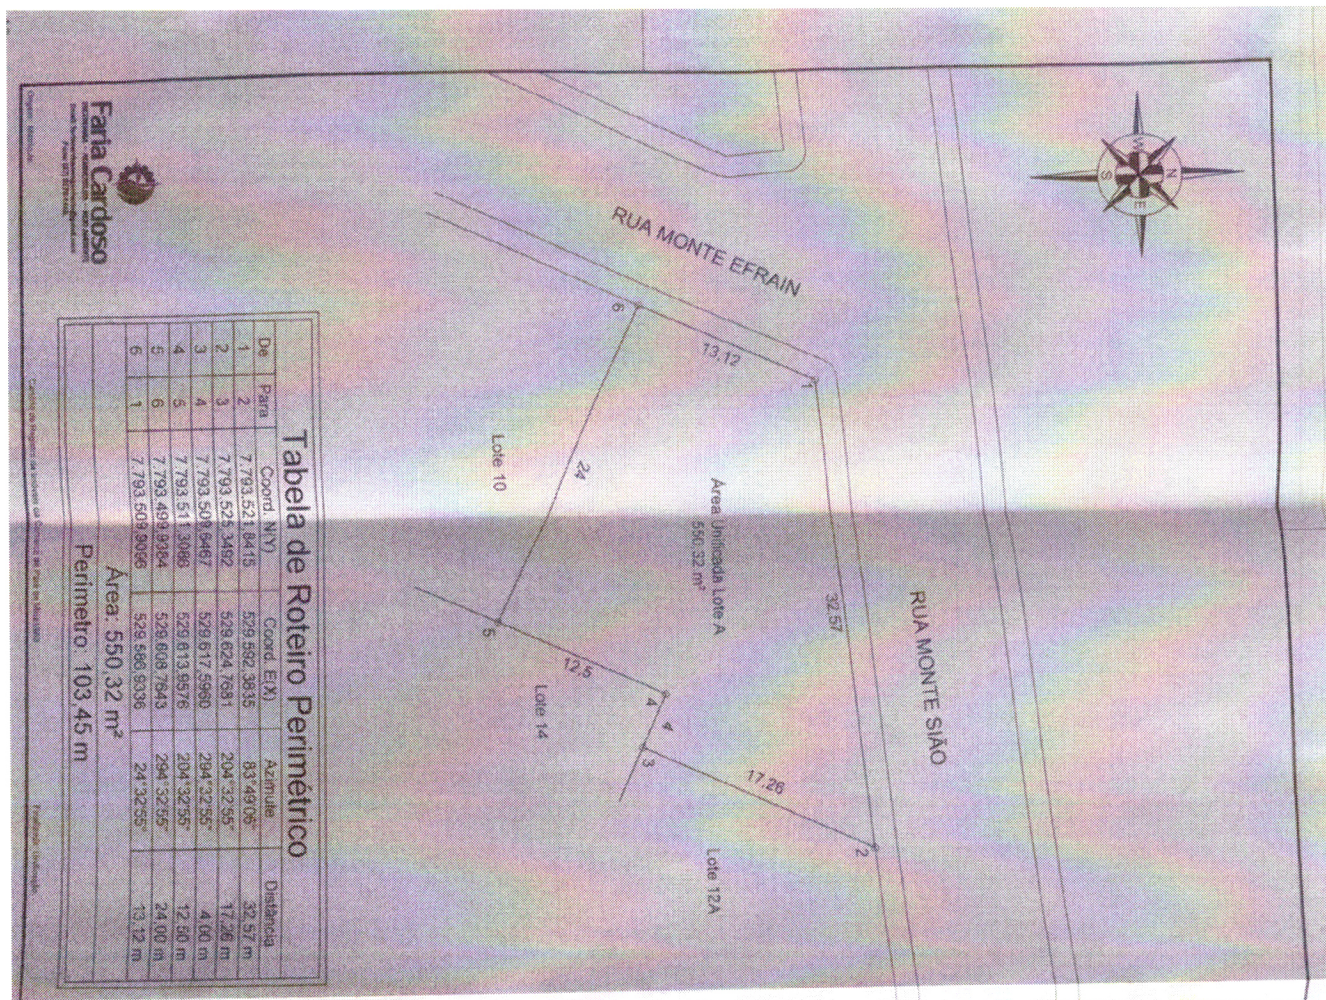 N
W
E
S
RUA MONTE SIÃO
RUA MONTE EFRAIN
1
32,57
2
13,12
Área Unificada Lote A
550,32 m²
17,26
Lote 12A
6
24
4
4
3
12,5
Lote 14
5
Lote 10
Tabela de Roteiro Perimétrico
De Para Coord. N(Y) Coord. E(X) Azimute Distância
1 2 7.793.521,8415 529.592,3835 83°49'06" 32,57 m
2 3 7.793.525,3492 529.624,7681 204°32'55" 17,26 m
3 4 7.793.509,6467 529.617,5960 294°32'55" 4,00 m
4 5 7.793.511,3086 529.613,9576 204°32'55" 12,50 m
5 6 7.793.499,9384 529.608,7643 294°32'55" 24,00 m
6 1 7.793.509,9096 529.586,9336 24°32'55" 13,12 m
Área: 550,32 m²
Perímetro: 103,45 m
Faria Cardoso